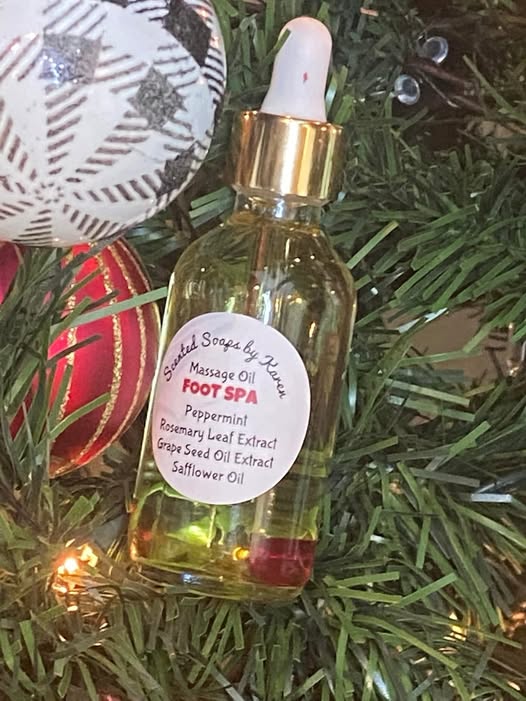 Scented Soaps by Karen
Massage Oil
FOOT SPA
Peppermint
Rosemary Leaf Extract
Grape Seed Oil Extract
Safflower Oil